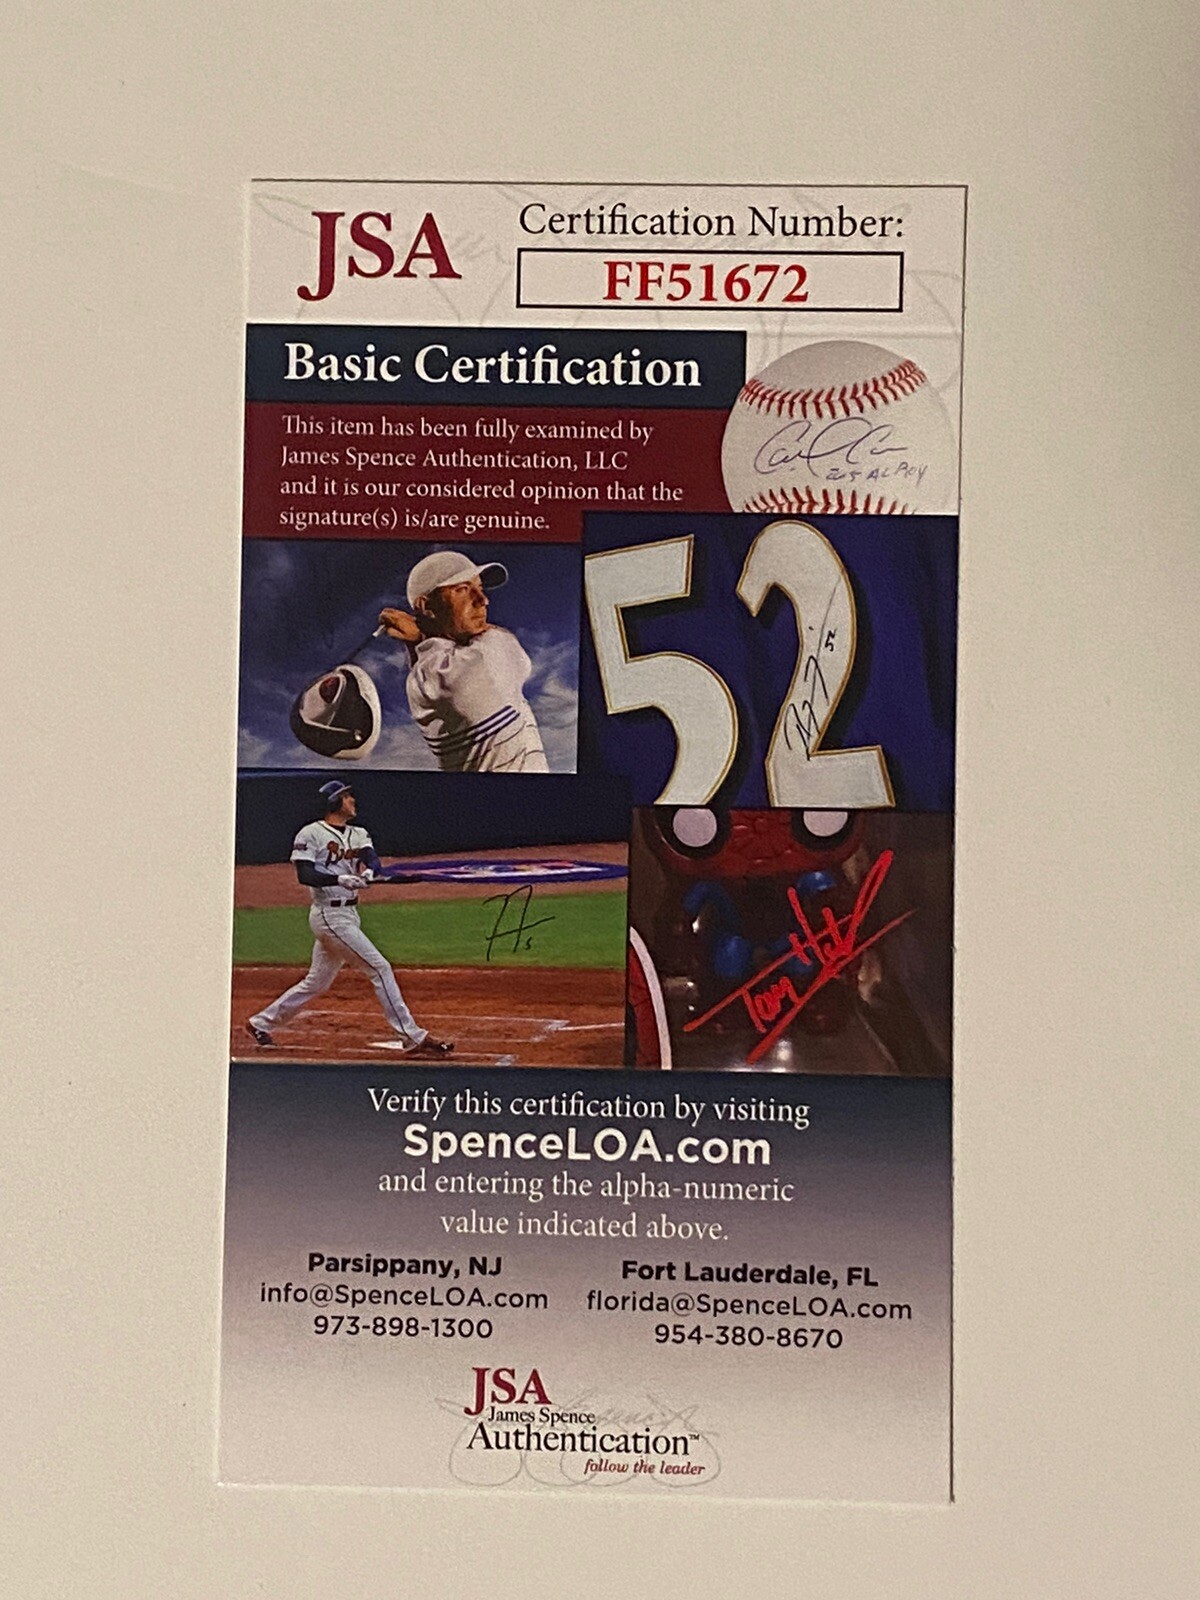 JSA
Certification Number:
FF51672
Basic Certification
This item has been fully examined by
James Spence Authentication, LLC
and it is our considered opinion that the
signature(s) is/are genuine.
52
52
Tony
Verify this certification by visiting
SpenceLOA.com
and entering the alpha-numeric
value indicated above.
Parsippany, NJ
info@SpenceLOA.com
973-898-1300
Fort Lauderdale, FL
florida@SpenceLOA.com
954-380-8670
JSA
James Spence
Authentication™
follow the leader